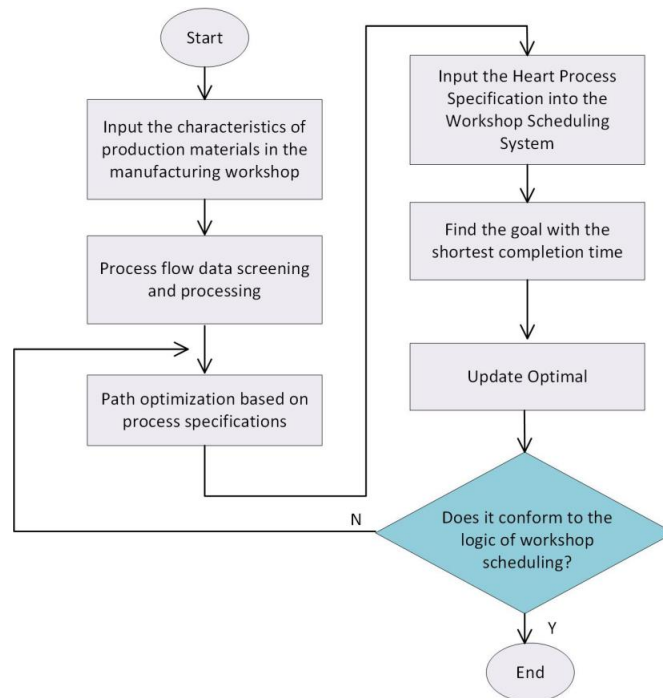 Start
Input the characteristics of
production materials in the
manufacturing workshop
Process flow data screening
and processing
Path optimization based on
process specifications
Input the Heart Process
Specification into the
Workshop Scheduling
System
Find the goal with the
shortest completion time
Update Optimal
Does it conform to the
logic of workshop
scheduling?
N
Y
End